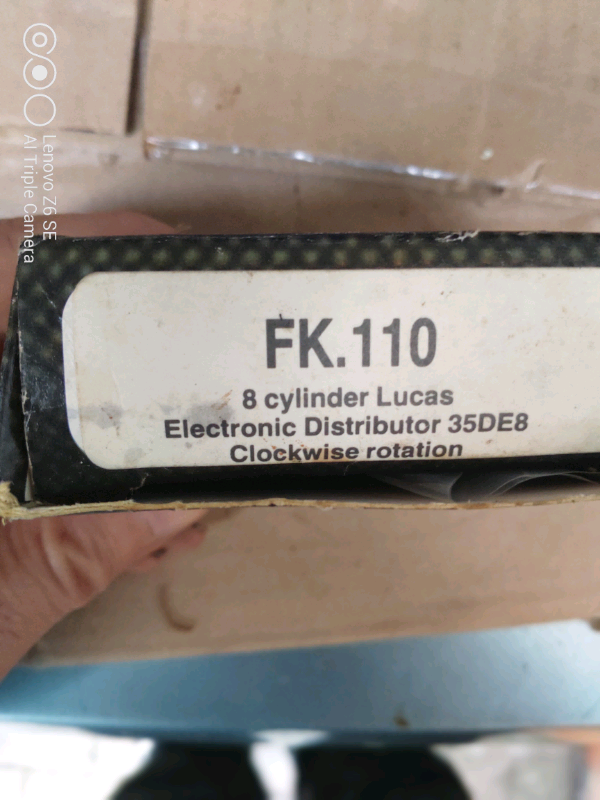 FK.110
8 cylinder Lucas
Electronic Distributor 35DE8
Clockwise rotation
Lenovo Z6 SE
AI Triple Camera